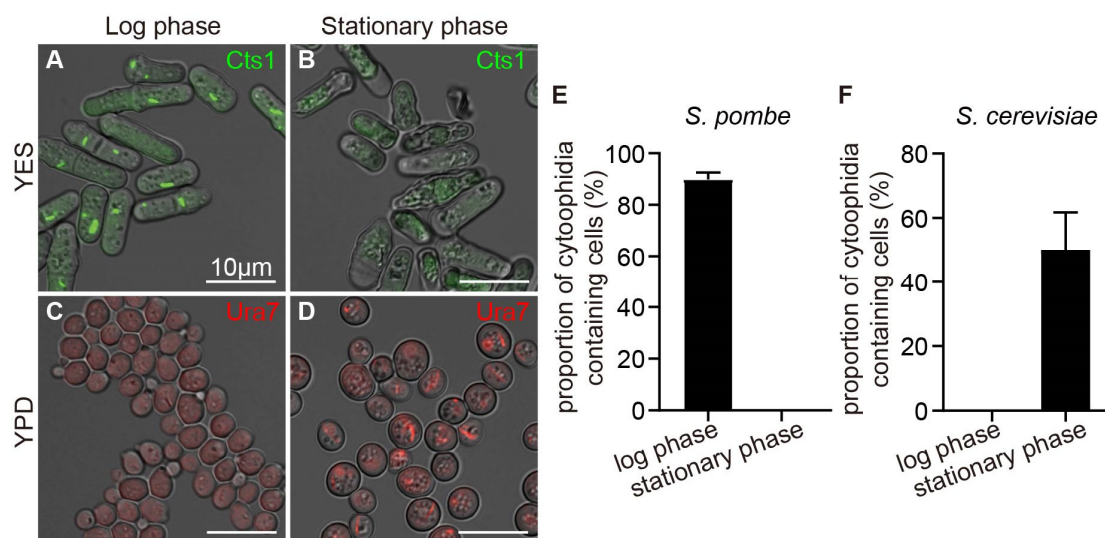 Log phase
Stationary phase
A
Cts1
B
Cts1
YES
10μm
C
Ura7
D
Ura7
YPD
E
S. pombe
proportion of cytoophidia
containing cells (%)
100
80
60
40
20
0
log phase
stationary phase
F
S. cerevisiae
proportion of cytoophidia
containing cells (%)
80
60
40
20
0
log phase
stationary phase